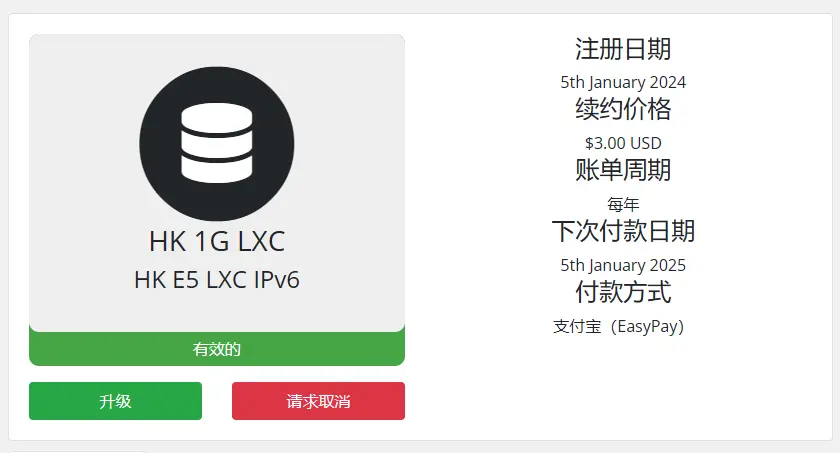 HK 1G LXC
HK E5 LXC IPv6
有效的
升级
请求取消
注册日期
5th January 2024
续约价格
$3.00 USD
账单周期
每年
下次付款日期
5th January 2025
付款方式
支付宝（EasyPay）